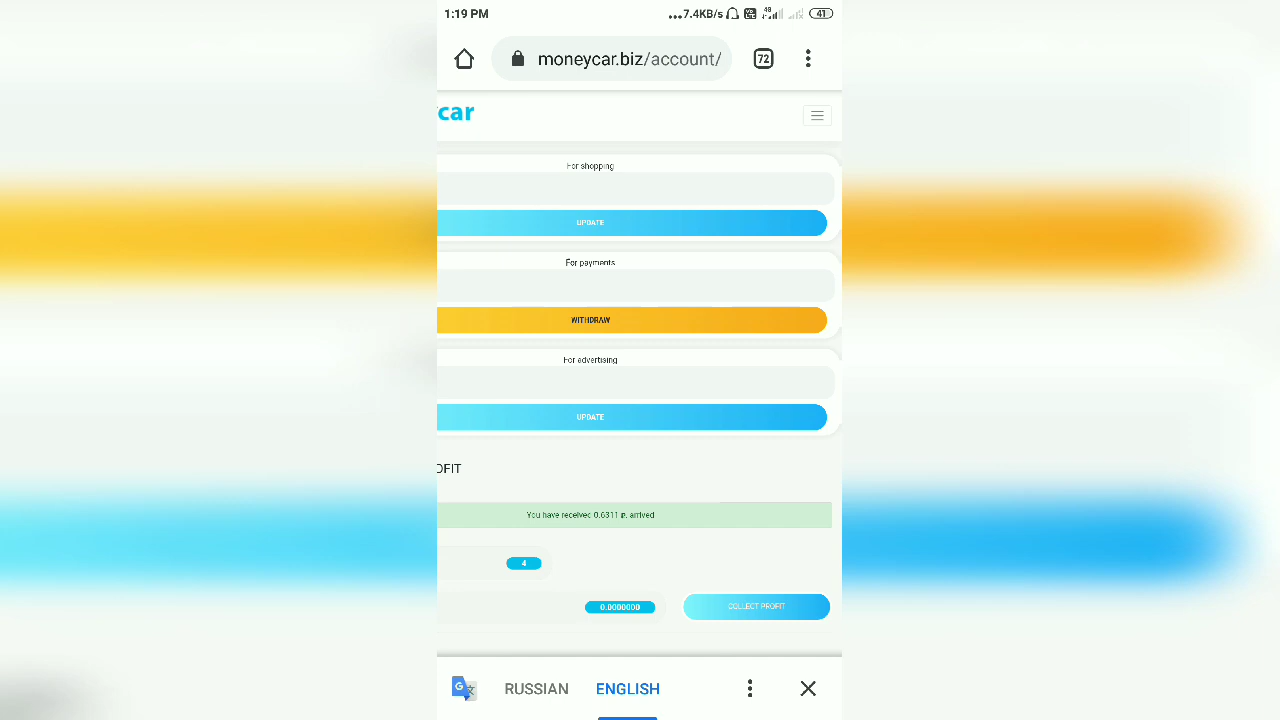 1:19 PM
7.4KB/s
4G
41
moneycar.biz/account/
72
car
For shopping
UPDATE
For payments
WITHDRAW
For advertising
UPDATE
OFIT
You have received 0.6311 р. arrived
4
0.0000000
COLLECT PROFIT
RUSSIAN
ENGLISH